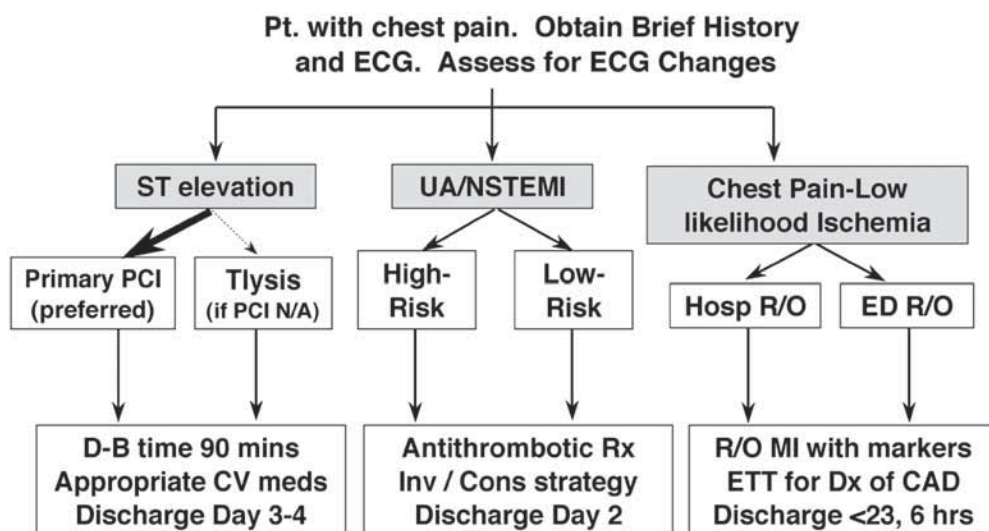 Pt. with chest pain.  Obtain Brief History
and ECG.  Assess for ECG Changes
ST elevation
UA/NSTEMI
Chest Pain-Low
likelihood Ischemia
Primary PCI
(preferred)
Tlysis
(if PCI N/A)
High-
Risk
Low-
Risk
Hosp R/O
ED R/O
D-B time 90 mins
Appropriate CV meds
Discharge Day 3-4
Antithrombotic Rx
Inv / Cons strategy
Discharge Day 2
R/O MI with markers
ETT for Dx of CAD
Discharge <23, 6 hrs